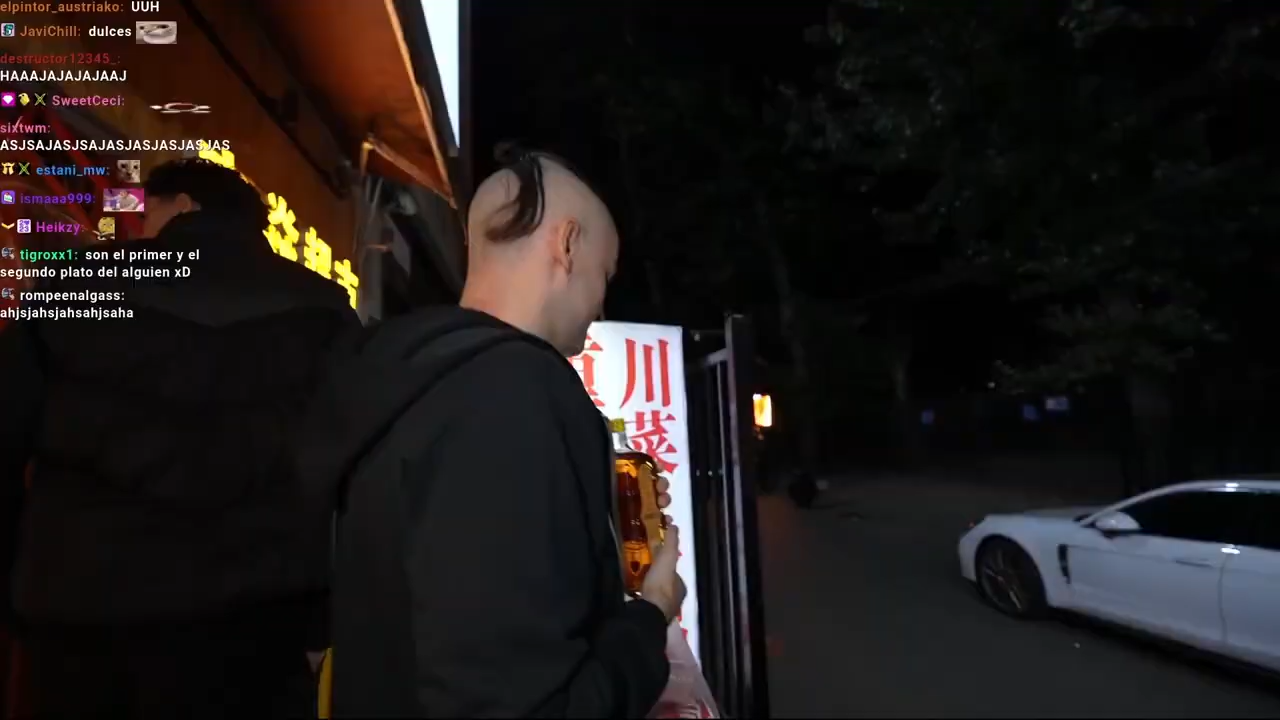 elpintor_austriako: UUH
JaviChill: dulces
destructor12345_:
HAAAJAJAJAJAAJ
SweetCeci:
sixtwm:
ASJSAJASJSAJASJASJASJASJAS
estani_mw:
ismaaa999:
Heikzy:
tigroxx1: son el primer y el
segundo plato del alguien xD
rompeenalgass:
ahjsjahsjahsahjsaha
川菜